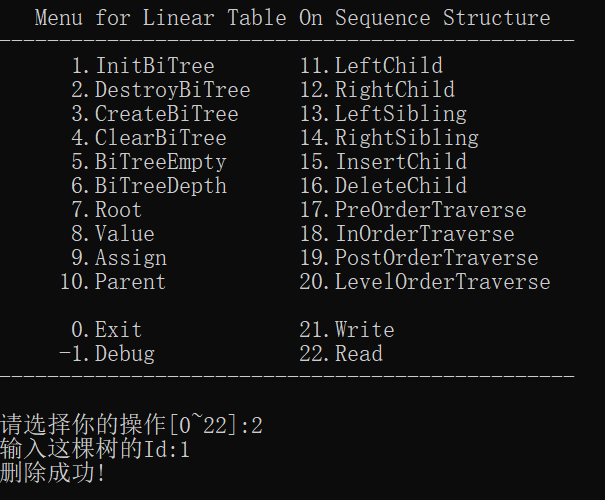 Menu for Linear Table On Sequence Structure
-------------------------------------------------
1.InitBiTree 11.LeftChild
2.DestroyBiTree 12.RightChild
3.CreateBiTree 13.LeftSibling
4.ClearBiTree 14.RightSibling
5.BiTreeEmpty 15.InsertChild
6.BiTreeDepth 16.DeleteChild
7.Root 17.PreOrderTraverse
8.Value 18.InOrderTraverse
9.Assign 19.PostOrderTraverse
10.Parent 20.LevelOrderTraverse
0.Exit 21.Write
-1.Debug 22.Read
-------------------------------------------------
请选择你的操作[0~22]:2
输入这棵树的Id:1
删除成功!